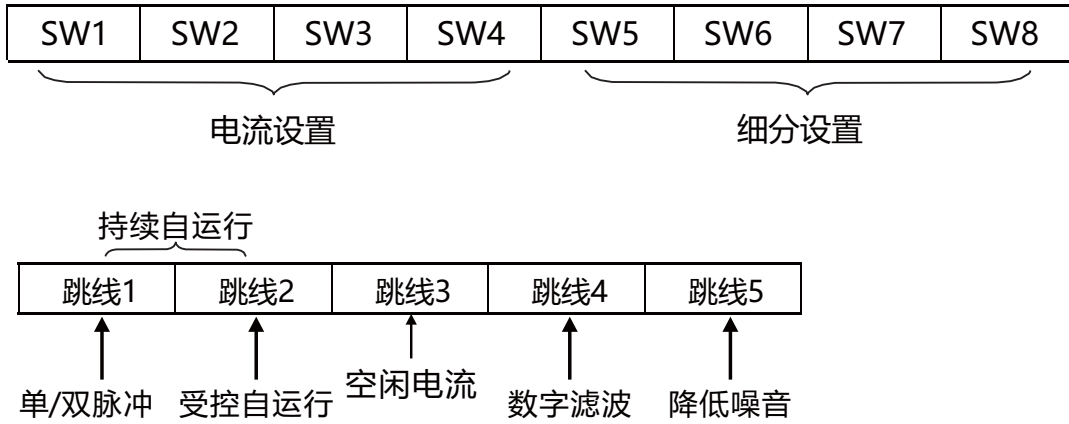 SW1 SW2 SW3 SW4 SW5 SW6 SW7 SW8
电流设置 细分设置
持续自运行
跳线1 跳线2 跳线3 跳线4 跳线5
单/双脉冲 受控自运行 空闲电流 数字滤波 降低噪音